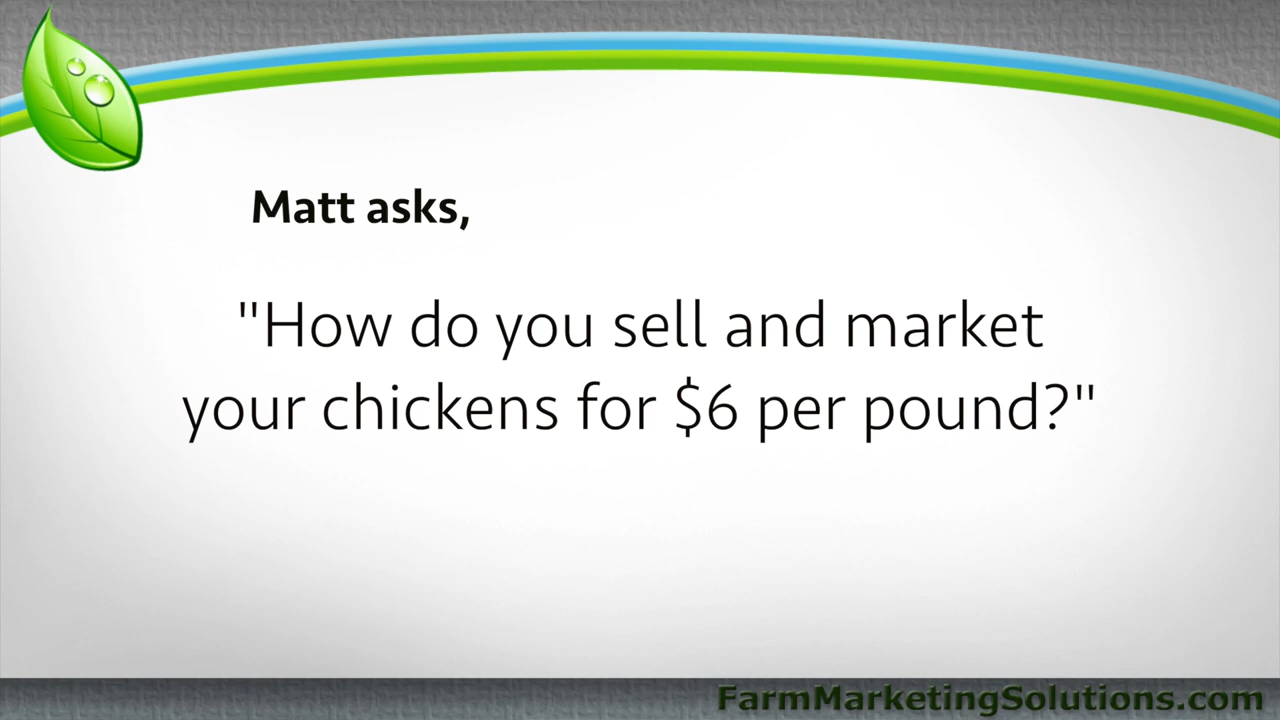 Matt asks,
"How do you sell and market
your chickens for $6 per pound?"
FarmMarketingSolutions.com